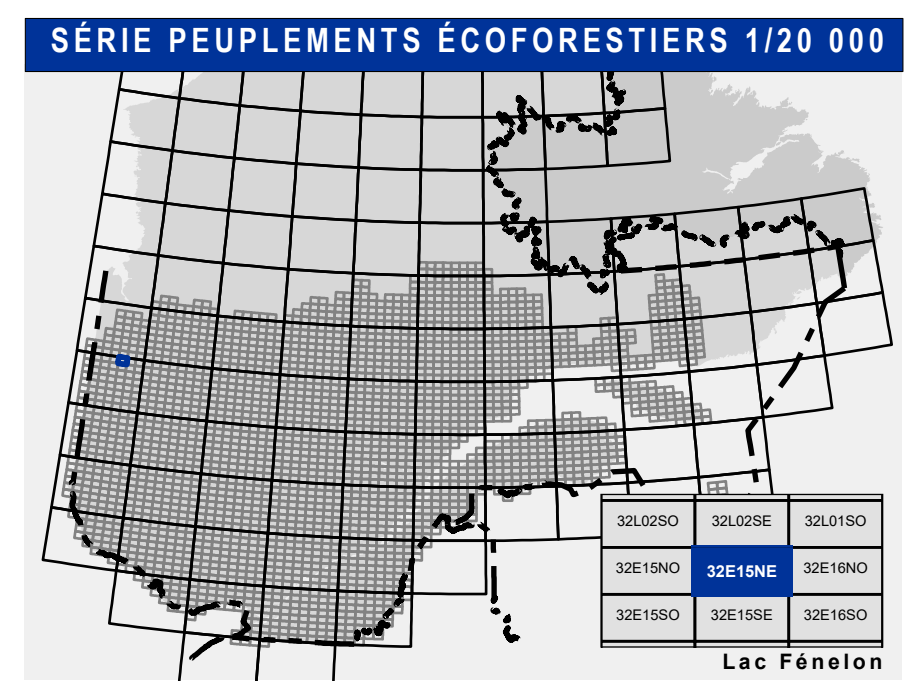 SÉRIE PEUPLEMENTS ÉCOFORESTIERS 1/20 000
32L02SO 32L02SE 32L01SO
32E15NO 32E15NE 32E16NO
32E15SO 32E15SE 32E16SO
Lac Fénelon